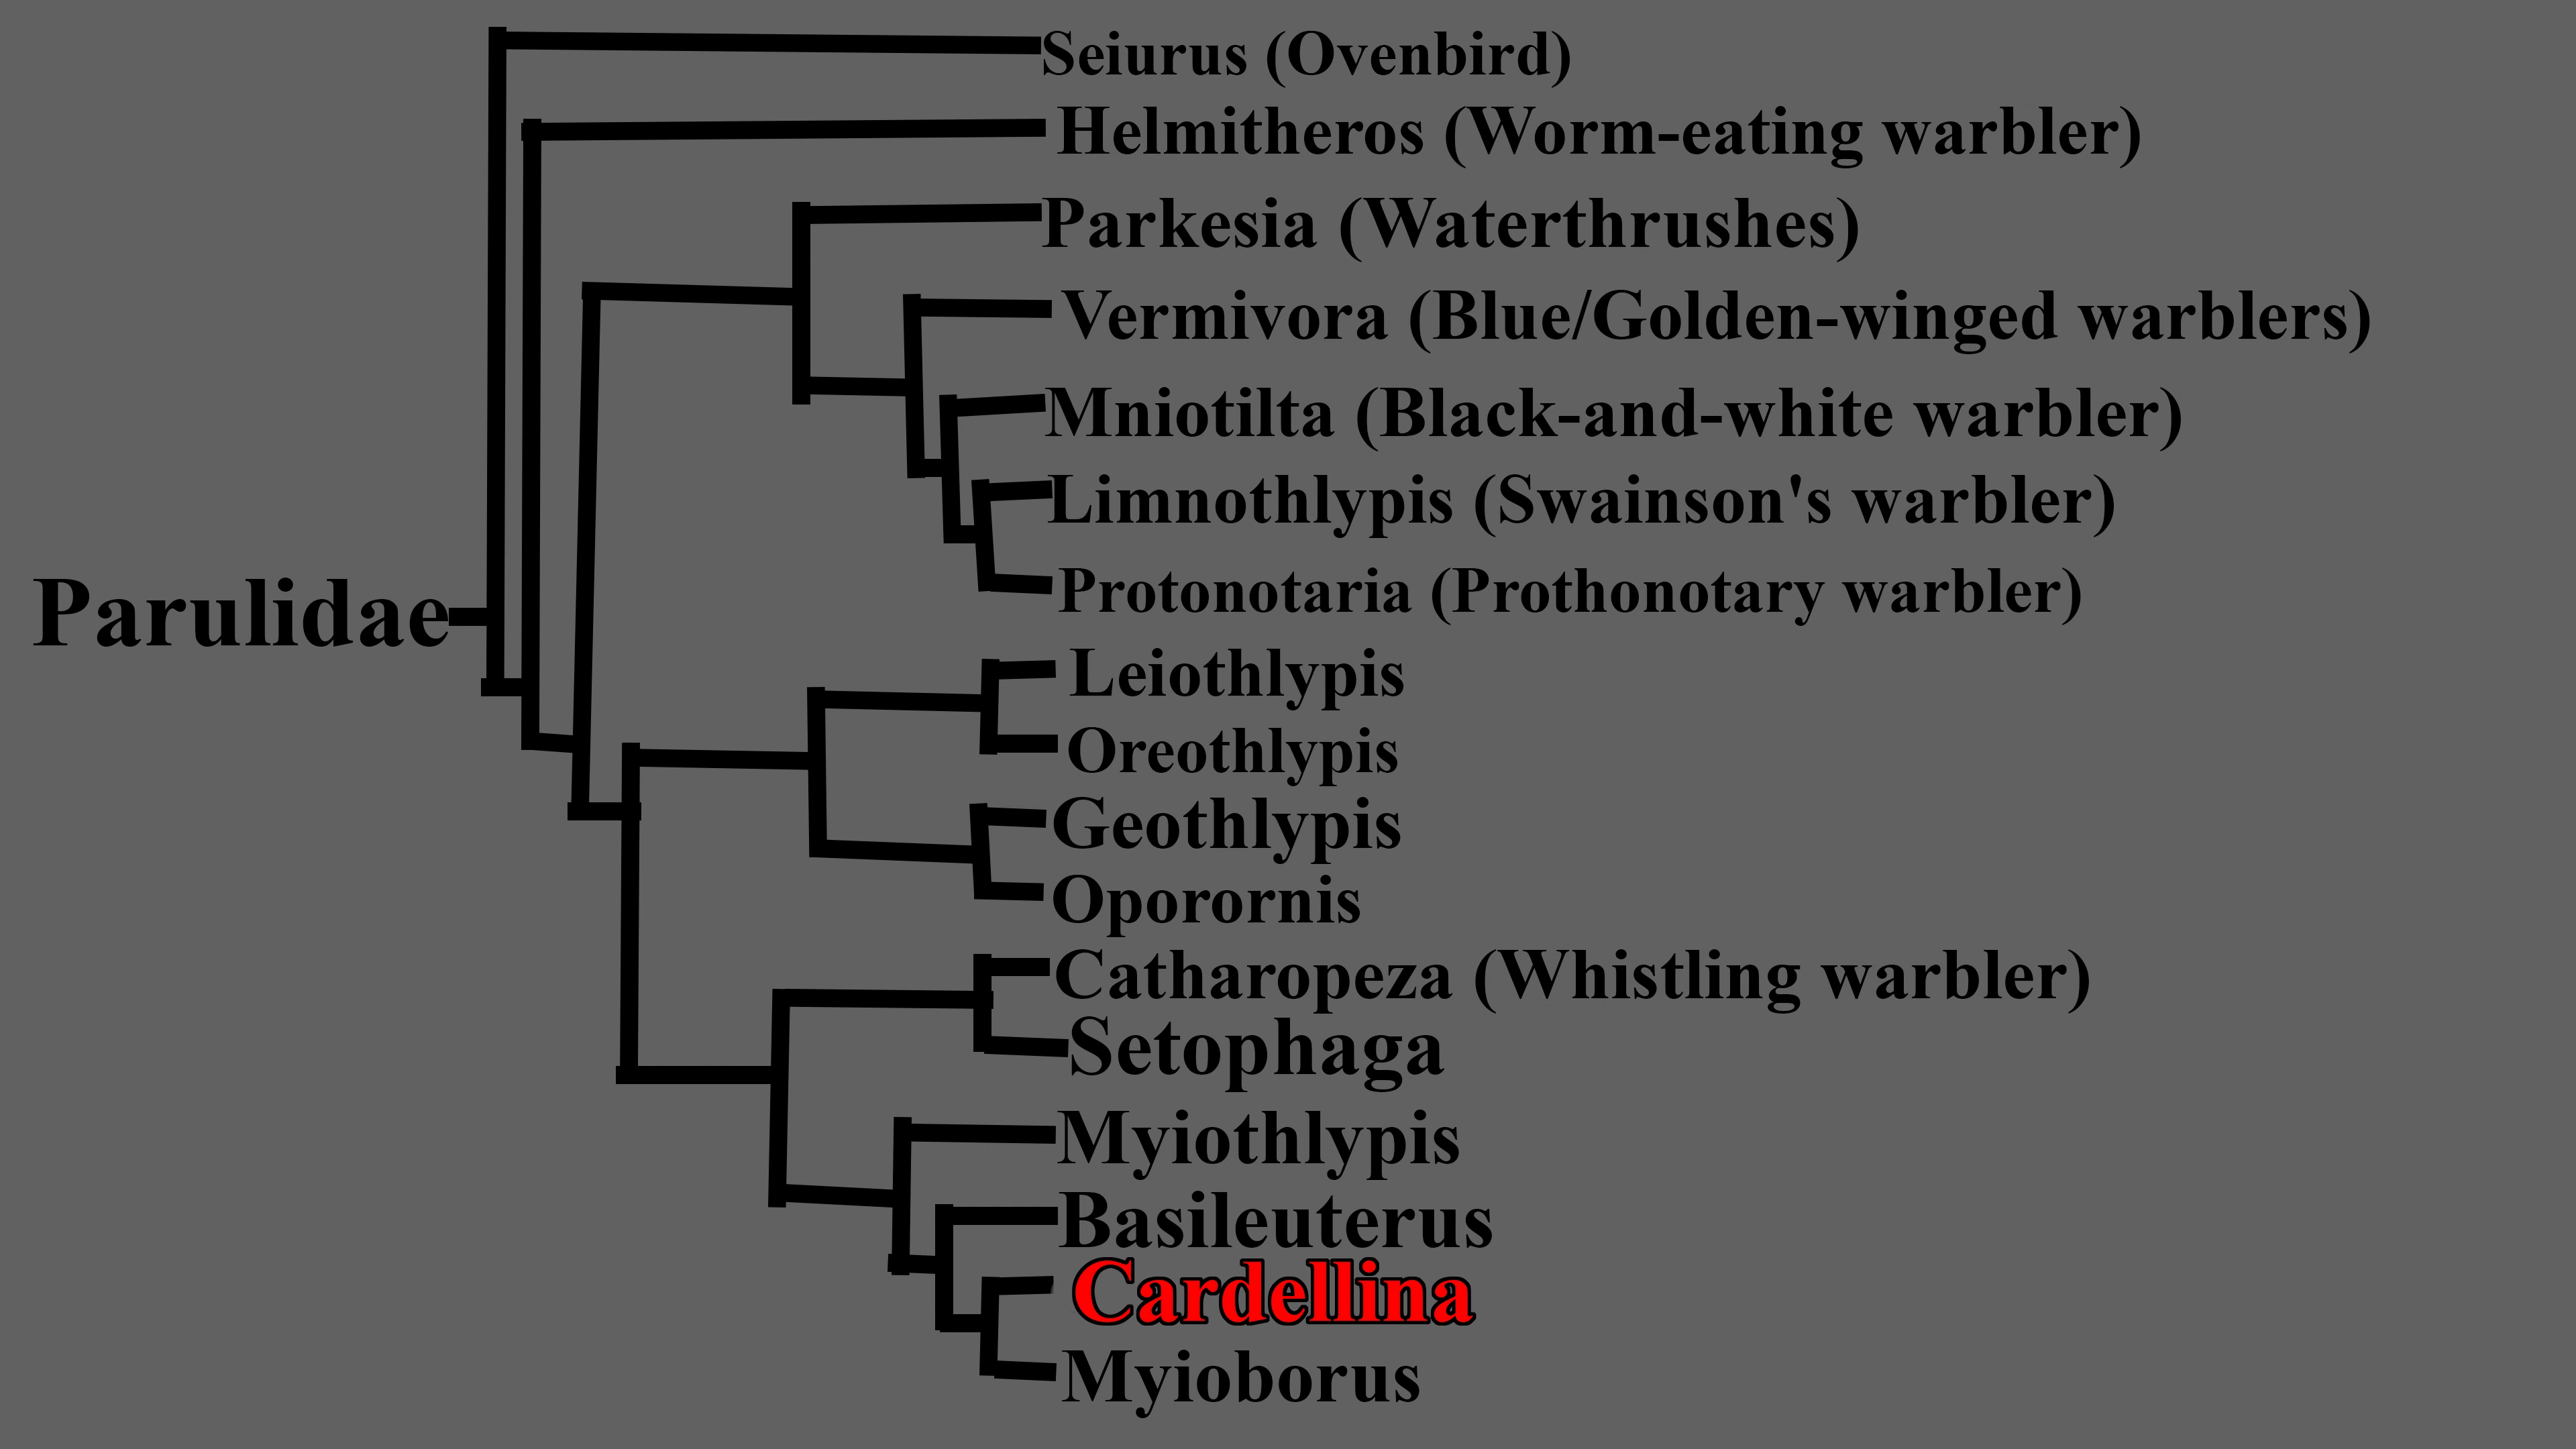 Seiurus (Ovenbird)
Helmitheros (Worm-eating warbler)
Parkesia (Waterthrushes)
Vermivora (Blue/Golden-winged warblers)
Mniotilta (Black-and-white warbler)
Limnothlypis (Swainson's warbler)
Protonotaria (Prothonotary warbler)
Parulidae
Leiothlypis
Oreothlypis
Geothlypis
Oporornis
Catharopeza (Whistling warbler)
Setophaga
Myiothlypis
Basileuterus
Cardellina
Myioborus